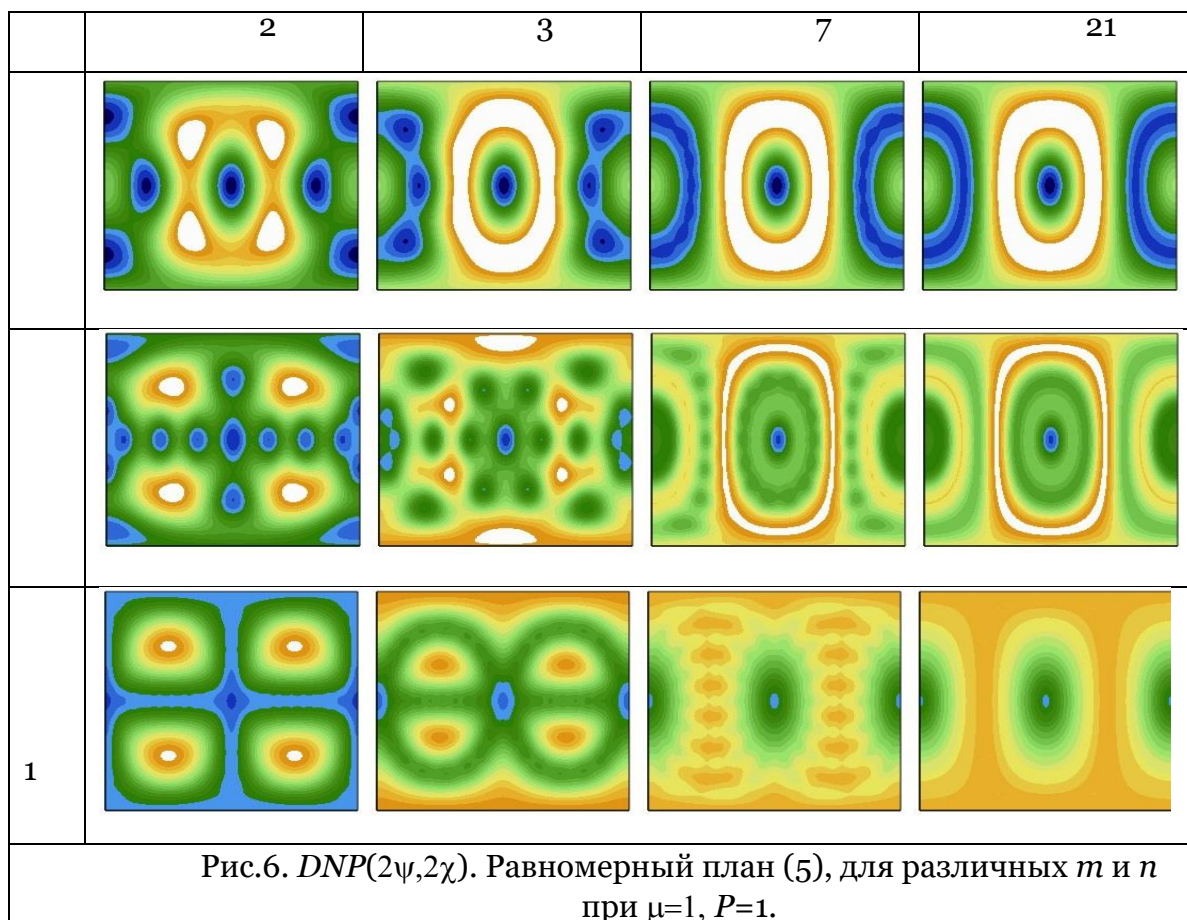 2 3 7 21
1
Рис.6. DNP(2ψ,2χ). Равномерный план (5), для различных m и n
при μ=1, P=1.